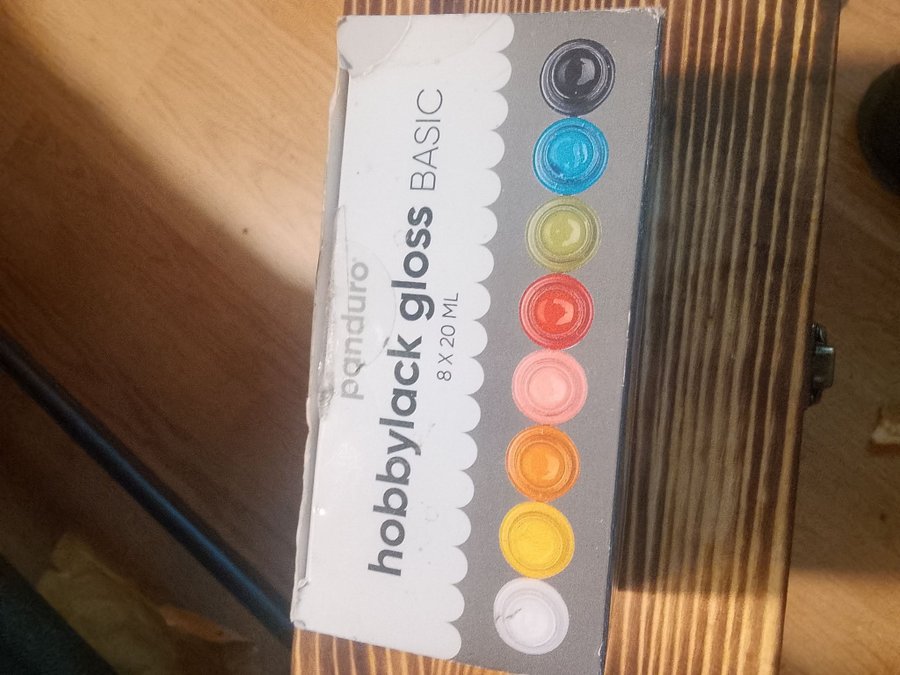 panduro
hobbylack gloss BASIC
8 X 20 ML